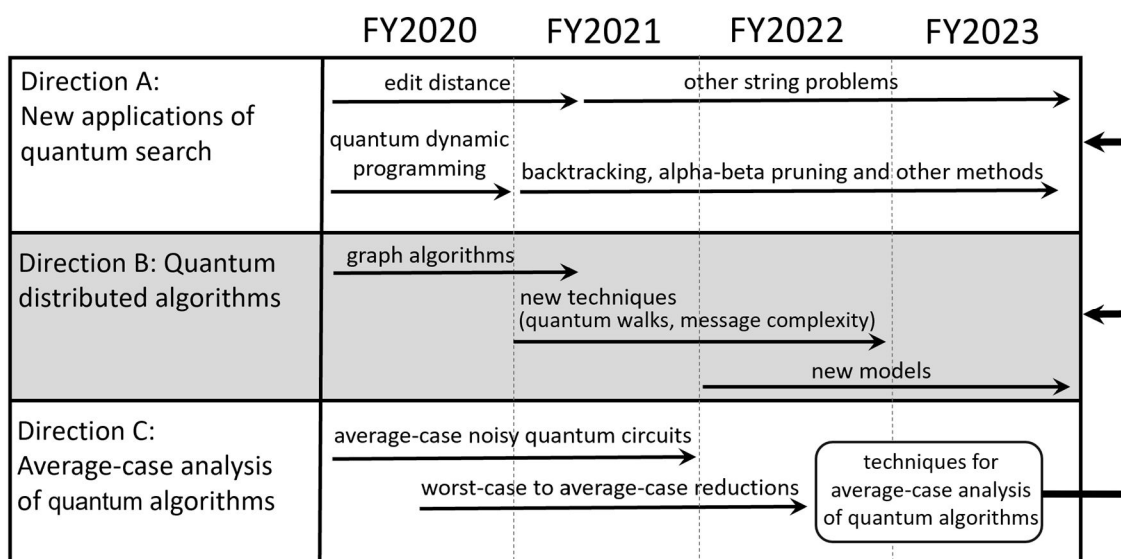 FY2020 FY2021 FY2022 FY2023
Direction A:
New applications of
quantum search
edit distance
other string problems
quantum dynamic
programming
backtracking, alpha-beta pruning and other methods
Direction B: Quantum
distributed algorithms
graph algorithms
new techniques
(quantum walks, message complexity)
new models
Direction C:
Average-case analysis
of quantum algorithms
average-case noisy quantum circuits
worst-case to average-case reductions
techniques for
average-case analysis
of quantum algorithms